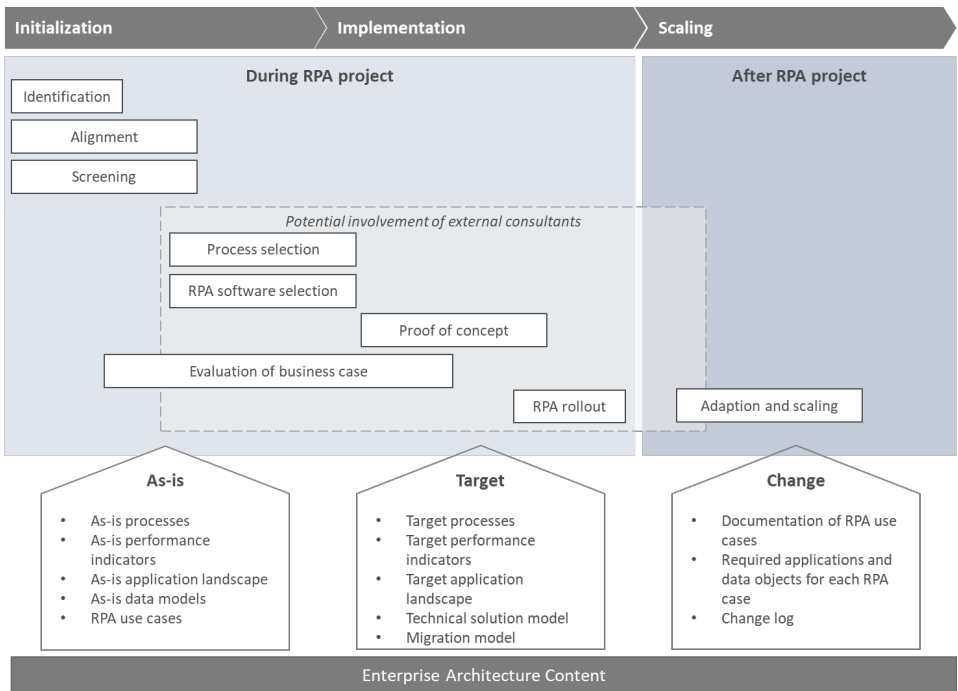 Initialization
Implementation
Scaling
During RPA project
After RPA project
Identification
Alignment
Screening
Potential involvement of external consultants
Process selection
RPA software selection
Proof of concept
Evaluation of business case
RPA rollout
Adaption and scaling
As-is
• As-is processes
• As-is performance
indicators
• As-is application landscape
• As-is data models
• RPA use cases
Target
• Target processes
• Target performance
indicators
• Target application
landscape
• Technical solution model
• Migration model
Change
• Documentation of RPA use
cases
• Required applications and
data objects for each RPA
case
• Change log
Enterprise Architecture Content